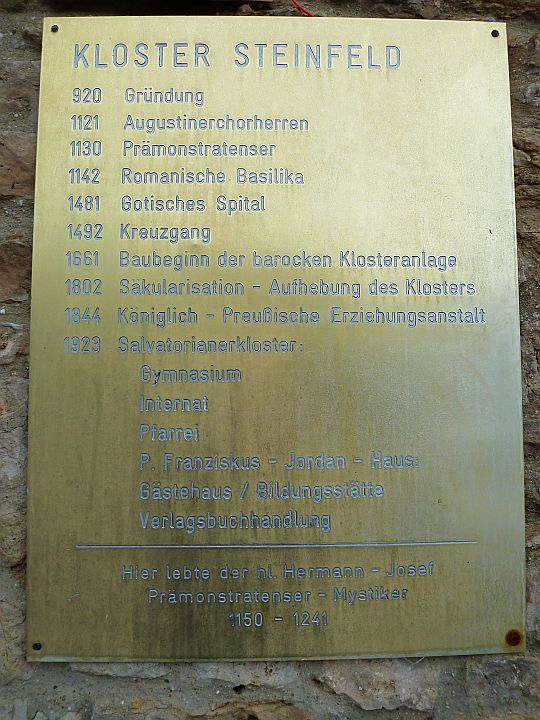 KLOSTER STEINFELD
920 Gründung
1121 Augustinerchorherren
1130 Prämonstratenser
1142 Romanische Basilika
1481 Gotisches Spital
1492 Kreuzgang
1661 Baubeginn der barocken Klosteranlage
1802 Säkularisation - Aufhebung des Klosters
1844 Königlich - Preußische Erziehungsanstalt
1923 Salvatorianerkloster:
Gymnasium
Internat
Pfarrei
P. Franziskus - Jordan - Haus:
Gästehaus / Bildungsstätte
Verlagsbuchhandlung
Hier lebte der hl. Hermann - Josef
Prämonstratenser - Mystiker
1150 - 1241